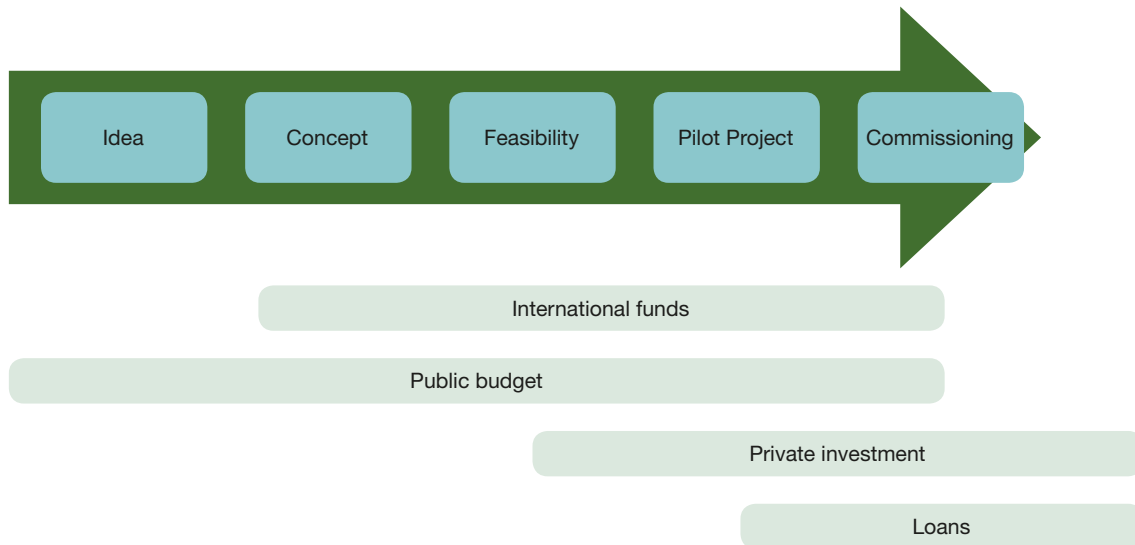 Idea
Concept
Feasibility
Pilot Project
Commissioning
International funds
Public budget
Private investment
Loans